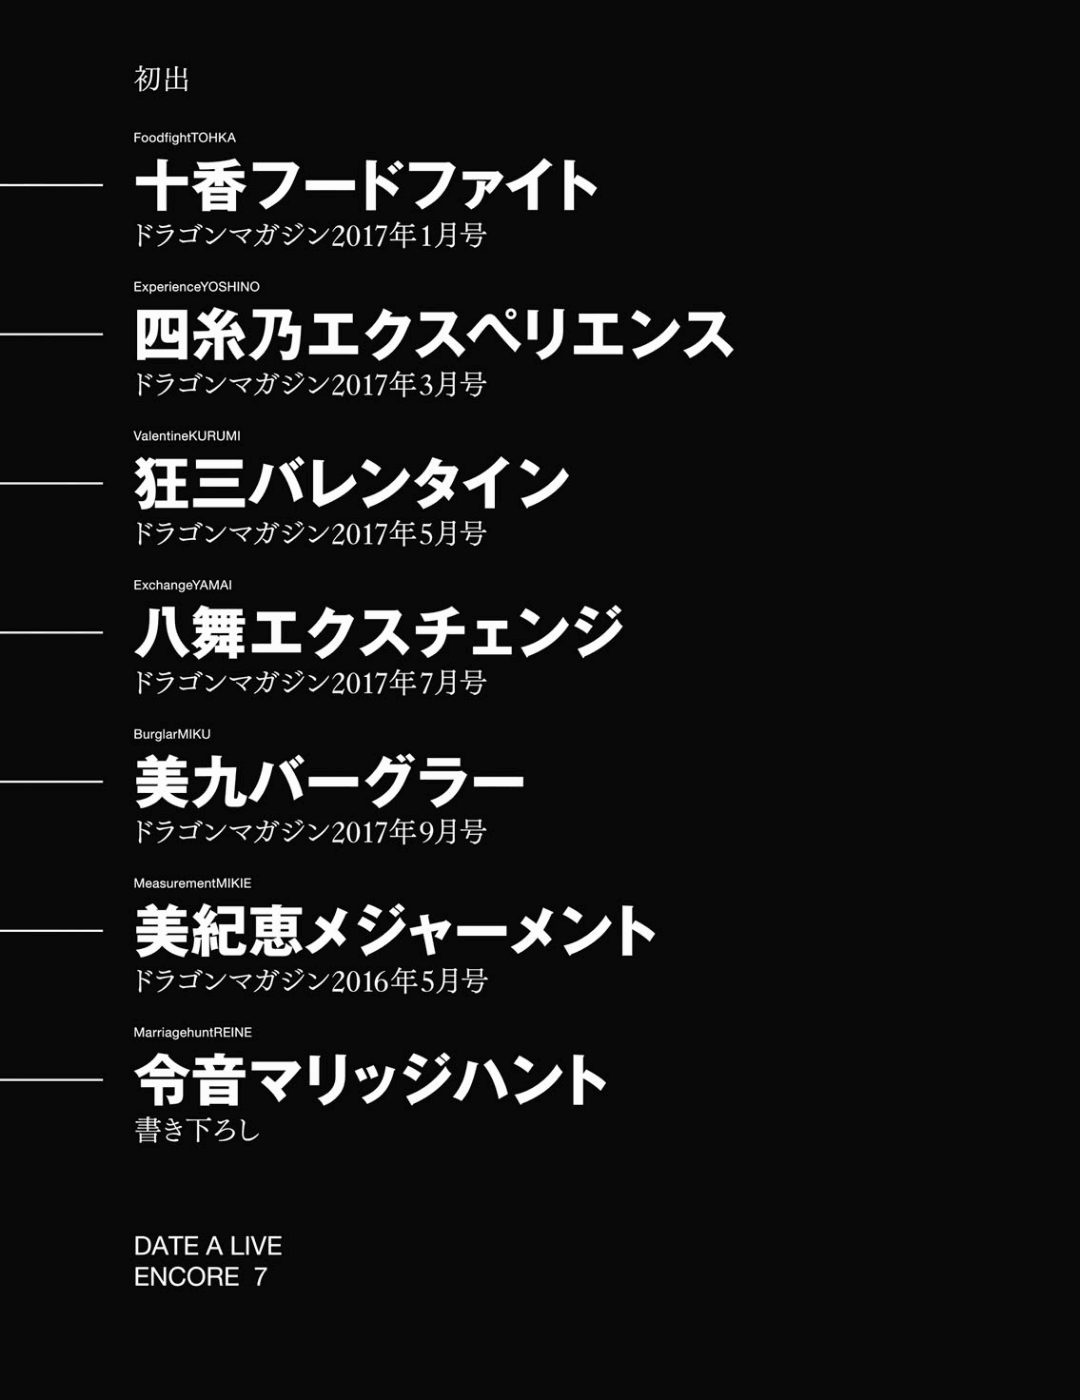 初出
FoodfightTOHKA
十香フードファイト
ドラゴンマガジン2017年1月号
ExperienceYOSHINO
四糸乃エクスペリエンス
ドラゴンマガジン2017年3月号
ValentineKURUMI
狂三バレンタイン
ドラゴンマガジン2017年5月号
ExchangeYAMAI
八舞エクスチェンジ
ドラゴンマガジン2017年7月号
BurglarMIKU
美九バーグラー
ドラゴンマガジン2017年9月号
MeasurementMIKIE
美紀恵メジャーメント
ドラゴンマガジン2016年5月号
MarriagehuntREINE
令音マリッジハント
書き下ろし
DATE A LIVE
ENCORE 7